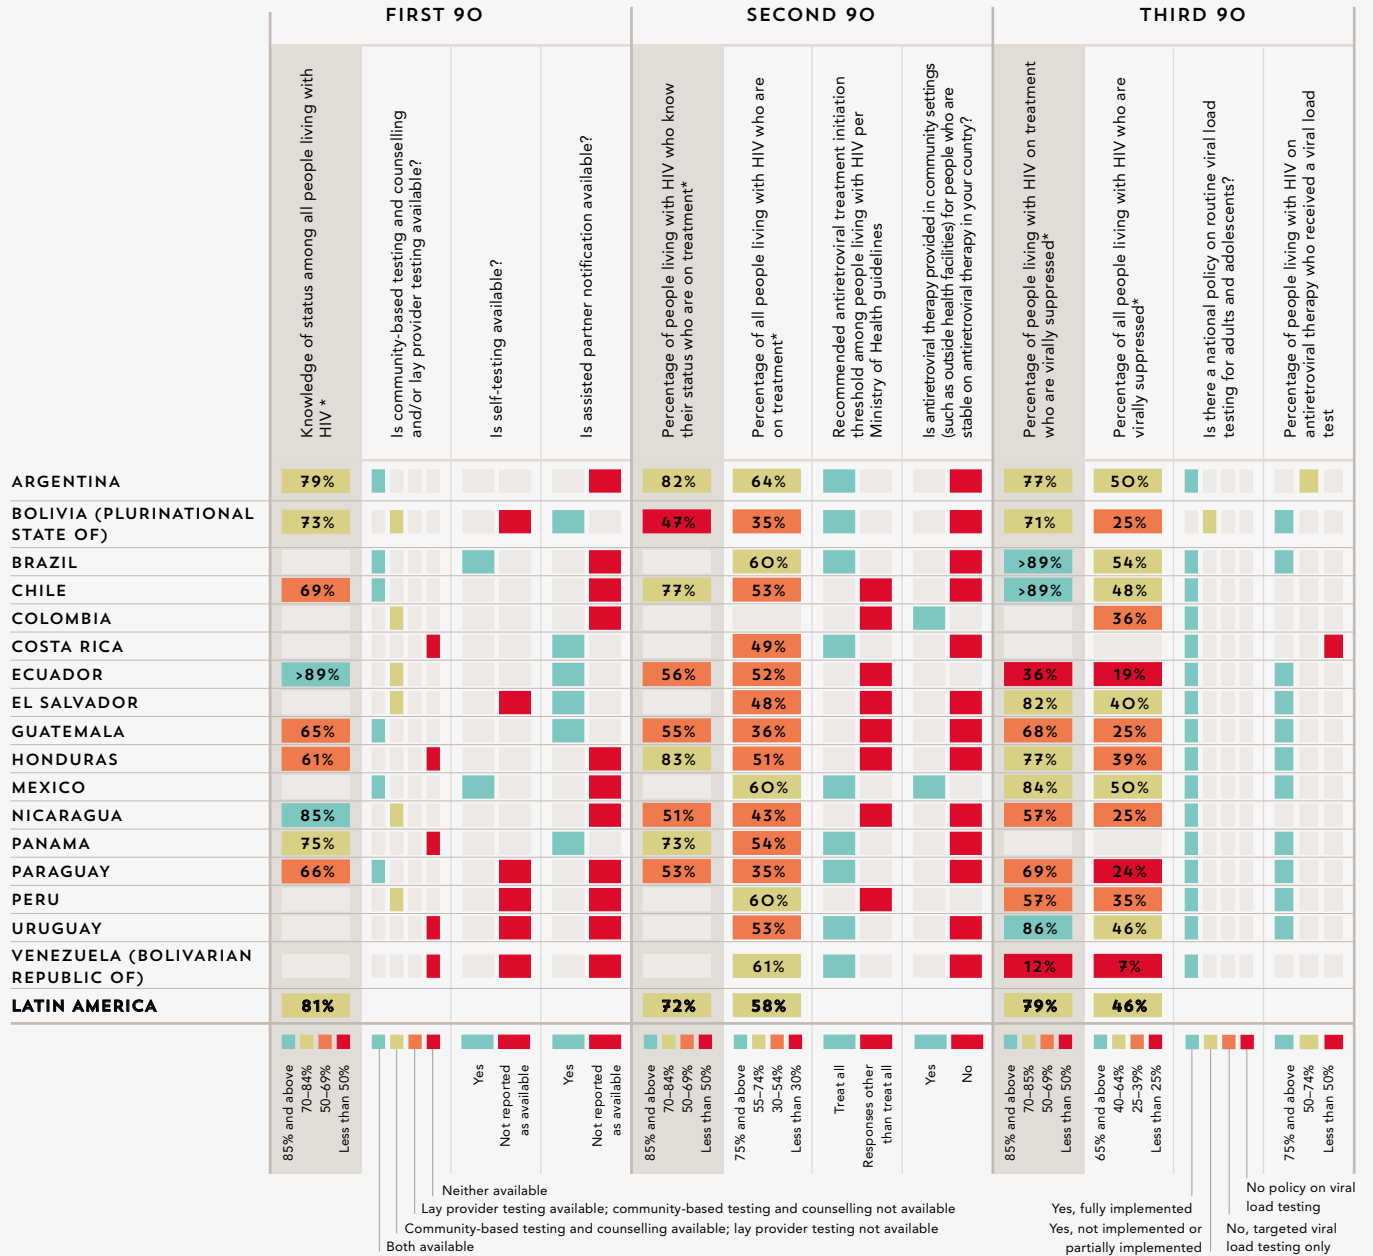 FIRST 90
SECOND 90
THIRD 90
Knowledge of status among all people living with
HIV *
Is community-based testing and counselling
and/or lay provider testing available?
Is self-testing available?
Is assisted partner notification available?
Percentage of people living with HIV who know
their status who are on treatment*
Percentage of all people living with HIV who are
on treatment*
Recommended antiretroviral treatment initiation
threshold among people living with HIV per
Ministry of Health guidelines
Is antiretroviral therapy provided in community settings
(such as outside health facilities) for people who are
stable on antiretroviral therapy in your country?
Percentage of people living with HIV on treatment
who are virally suppressed*
Percentage of all people living with HIV who are
virally suppressed*
Is there a national policy on routine viral load
testing for adults and adolescents?
Percentage of people living with HIV on
antiretroviral therapy who received a viral load
test
ARGENTINA 79% 82% 64% 77% 50%
BOLIVIA (PLURINATIONAL
STATE OF) 73% 47% 35% 71% 25%
BRAZIL 60% >89% 54%
CHILE 69% 77% 53% >89% 48%
COLOMBIA 36%
COSTA RICA 49%
ECUADOR >89% 56% 52% 36% 19%
EL SALVADOR 48% 82% 40%
GUATEMALA 65% 55% 36% 68% 25%
HONDURAS 61% 83% 51% 77% 39%
MEXICO 60% 84% 50%
NICARAGUA 85% 51% 43% 57% 25%
PANAMA 75% 73% 54%
PARAGUAY 66% 53% 35% 69% 24%
PERU 60% 57% 35%
URUGUAY 53% 86% 46%
VENEZUELA (BOLIVARIAN
REPUBLIC OF) 61% 12% 7%
LATIN AMERICA 81% 72% 58% 79% 46%
85% and above
70–84%
50–69%
Less than 50%
Yes
Not reported
as available
Yes
Not reported
as available
85% and above
70–84%
50–69%
Less than 50%
75% and above
55–74%
30–54%
Less than 30%
Treat all
Responses other
than treat all
Yes
No
85% and above
70–85%
50–69%
Less than 50%
65% and above
40–64%
25–39%
Less than 25%
75% and above
50–74%
Less than 50%
Neither available
Lay provider testing available; community-based testing and counselling not available
Community-based testing and counselling available; lay provider testing not available
Both available
Yes, fully implemented
Yes, not implemented or
partially implemented
No policy on viral
load testing
No, targeted viral
load testing only